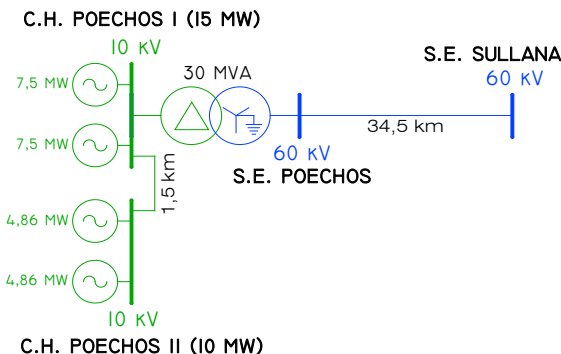 C.H. POECHOS I (15 MW)
10 KV
7,5 MW
30 MVA
S.E. SULLANA
60 KV
7,5 MW
34,5 km
60 KV
S.E. POECHOS
1,5 km
4,86 MW
4,86 MW
10 KV
C.H. POECHOS II (10 MW)